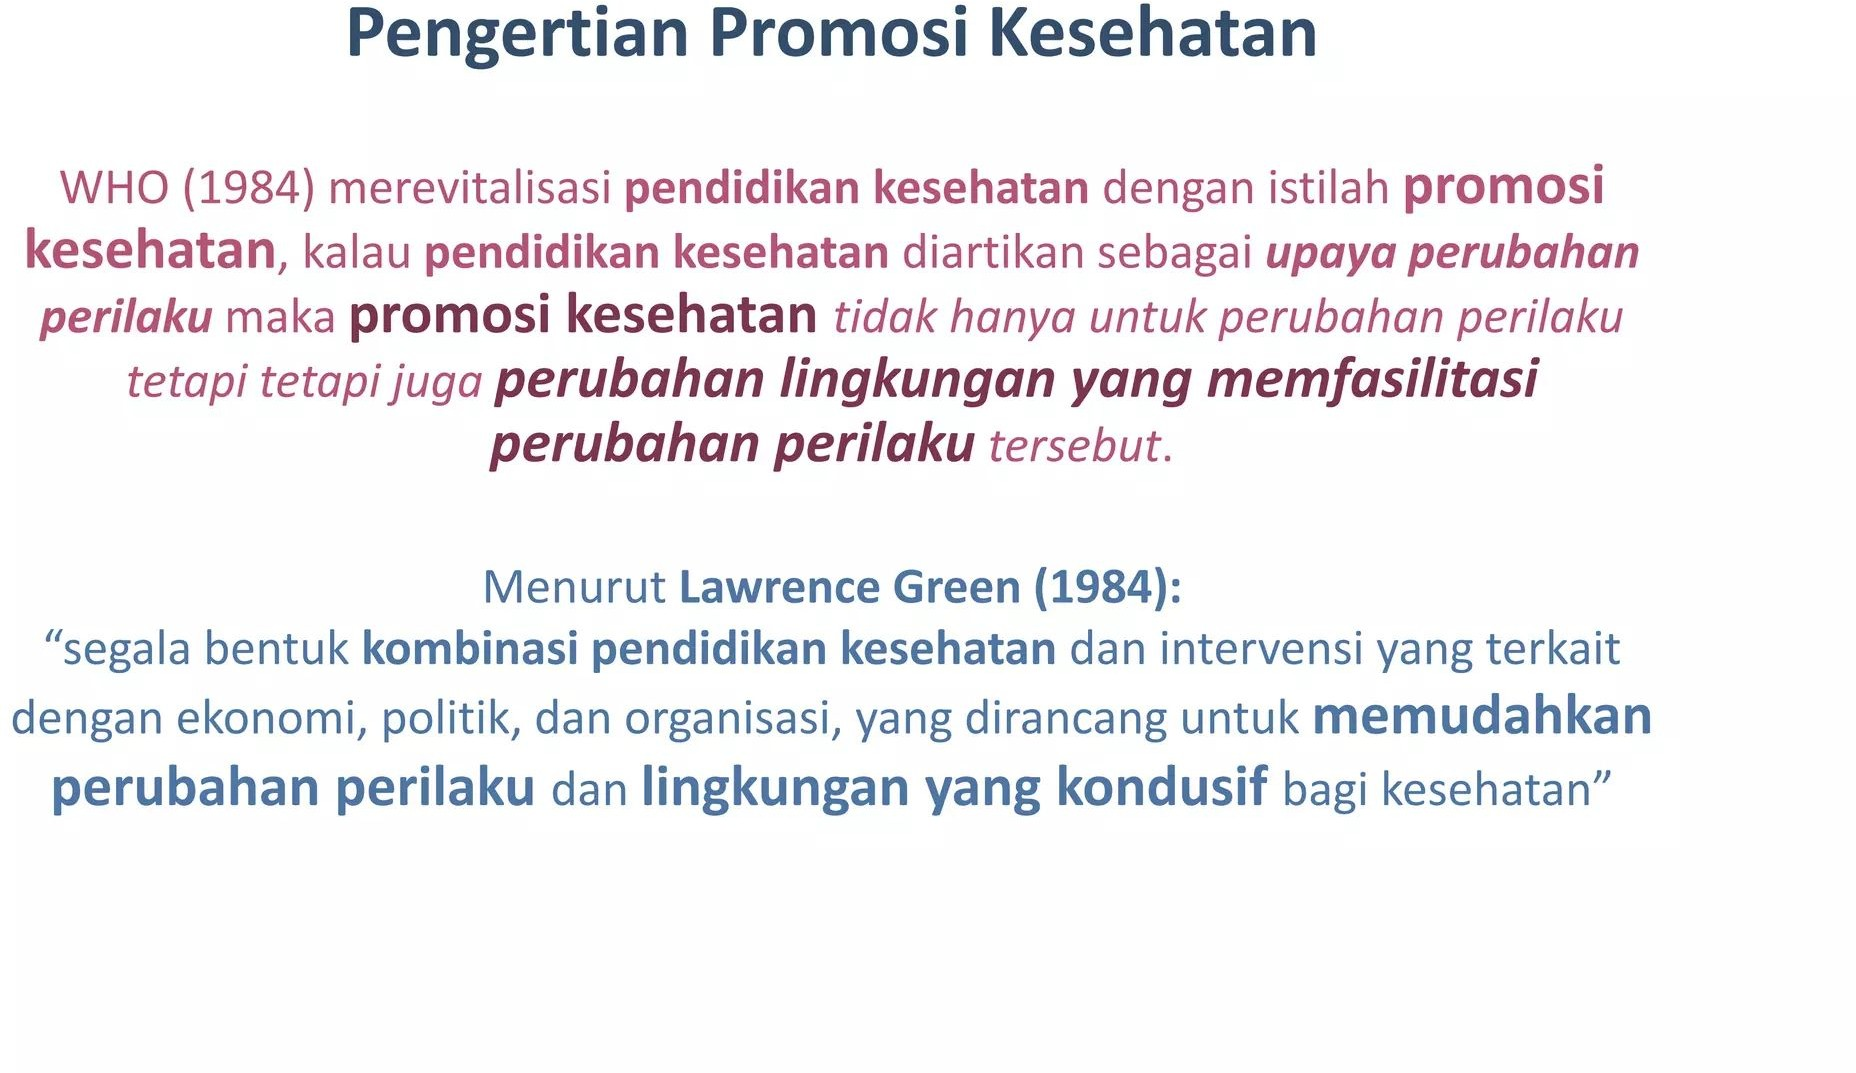 Pengertian Promosi Kesehatan
WHO (1984) merevitalisasi pendidikan kesehatan dengan istilah promosi
kesehatan, kalau pendidikan kesehatan diartikan sebagai upaya perubahan
perilaku maka promosi kesehatan tidak hanya untuk perubahan perilaku
tetapi tetapi juga perubahan lingkungan yang memfasilitasi
perubahan perilaku tersebut.
Menurut Lawrence Green (1984):
“segala bentuk kombinasi pendidikan kesehatan dan intervensi yang terkait
dengan ekonomi, politik, dan organisasi, yang dirancang untuk memudahkan
perubahan perilaku dan lingkungan yang kondusif bagi kesehatan”